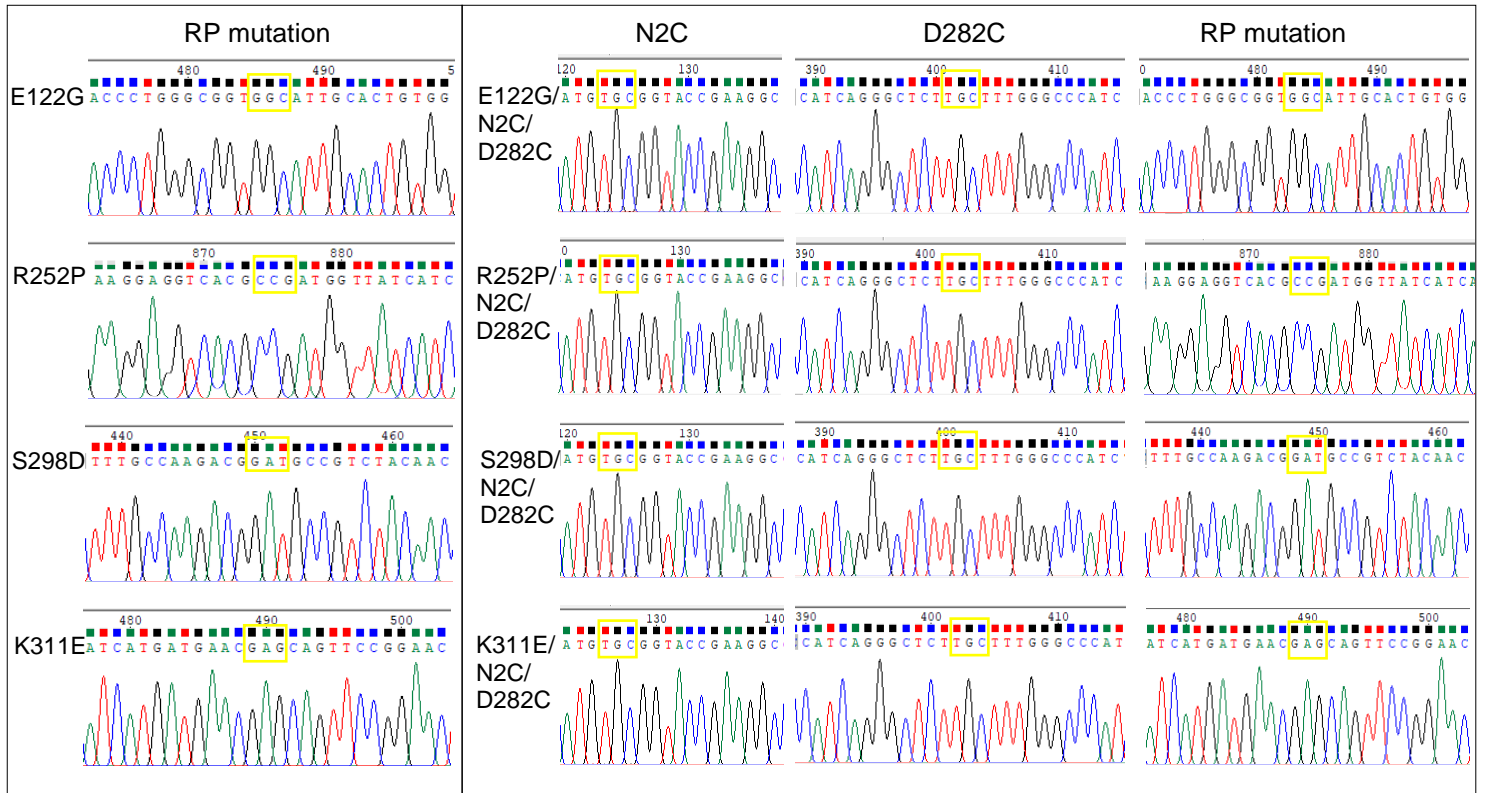 RP mutation
N2C
D282C
RP mutation
480 490 5
E122G
ACCCTGGGCGGTGGCATTGCACTGTGG
E122G/
N2C/
D282C
120 130
ATGTGCGGTACCGAAGGC
390 400 410
CATCAGGGCTCTTGCTTTGGGCCCATC
0 480 490
ACCCTGGGCGGTGGCATTGCACTGTGG
870 880
R252P
AAGGAGGTCACGCCGATGGTTATCATC
R252P/
N2C/
D282C
0 130
ATGTGCGGTACCGAAGGC
390 400 410
CATCAGGGCTCTTGCTTTGGGCCCATC
870 880
AAGGAGGTCACGCCGATGGTTATCATCA
440 450 460
S298D
TTTGCCAAGACGGATGCCGTCTACAAC
S298D/
N2C/
D282C
120 130
ATGTGCGGTACCGAAGGC
390 400 410
CATCAGGGCTCTTGCTTTGGGCCCATC
440 450 460
TTTGCCAAGACGGATGCCGTCTACAAC
480 490 500
K311E
ATCATGATGAACGAGCAGTTCCGGAAC
K311E/
N2C/
D282C
130 140
ATGTGCGGTACCGAAGGC
390 400 410
CATCAGGGCTCTTGCTTTGGGCCCAT
480 490 500
ATCATGATGAACGAGCAGTTCCGGAAC